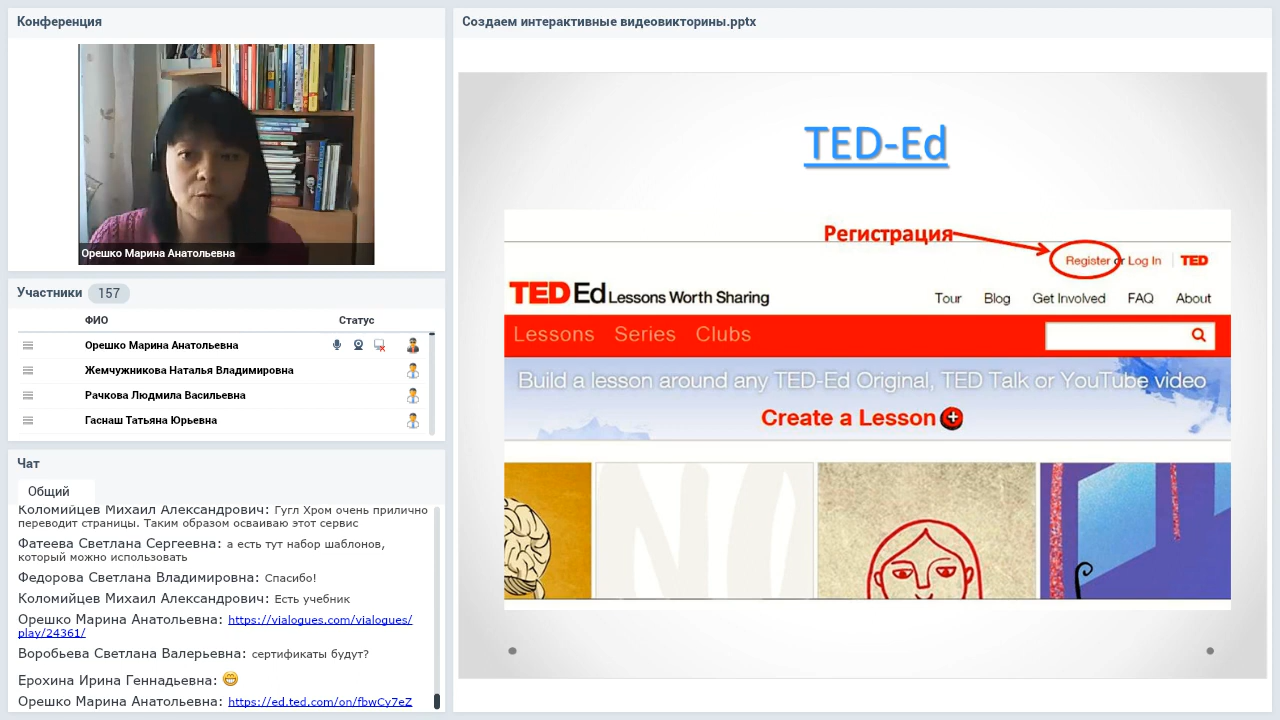 Конференция
Орешко Марина Анатольевна
Участники 157
ФИО Статус
Орешко Марина Анатольевна
Жемчужникова Наталья Владимировна
Рачкова Людмила Васильевна
Гаснаш Татьяна Юрьевна
Чат
Общий
Коломийцев Михаил Александрович: Гугл Хром очень прилично
переводит страницы. Таким образом осваиваю этот сервис
Фатеева Светлана Сергеевна: а есть тут набор шаблонов,
который можно использовать
Федорова Светлана Владимировна: Спасибо!
Коломийцев Михаил Александрович: Есть учебник
Орешко Марина Анатольевна: https://vialogues.com/vialogues/
play/24361/
Воробьева Светлана Валерьевна: сертификаты будут?
Ерохина Ирина Геннадьевна:
Орешко Марина Анатольевна: https://ed.ted.com/on/fbwCy7eZ
Создаем интерактивные видеовикторины.pptx
TED-Ed
Регистрация
Register or Log In TED
TED Ed Lessons Worth Sharing
Tour Blog Get Involved FAQ About
Lessons Series Clubs
Build a lesson around any TED-Ed Original, TED Talk or YouTube video
Create a Lesson